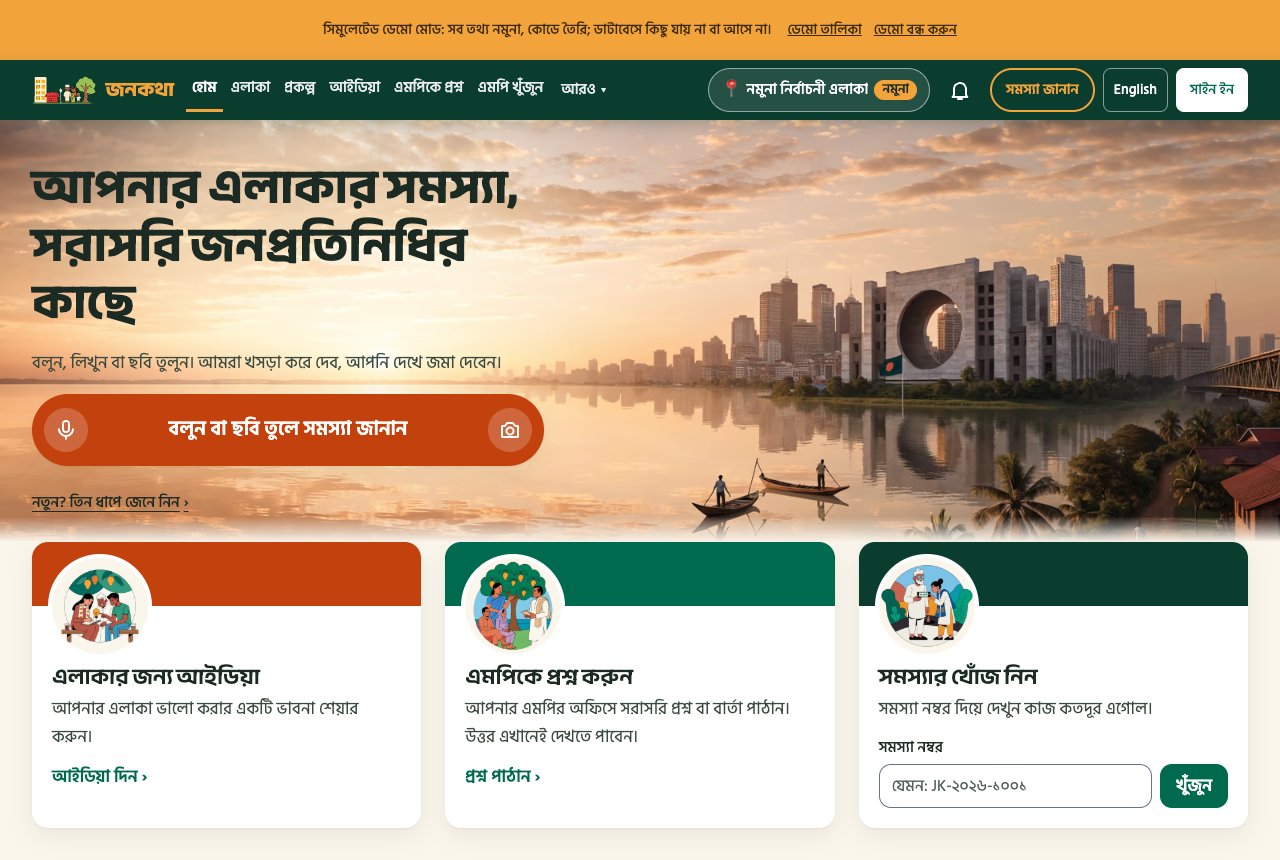 সিমুলেটেড ডেমো মোড: সব তথ্য নমুনা, কোডে তৈরি; ডাটাবেসে কিছু যায় না বা আসে না। ডেমো তালিকা ডেমো বন্ধ করুন
জনকথা হোম এলাকা প্রকল্প আইডিয়া এমপিকে প্রশ্ন এমপি খুঁজুন আরও ▾ নমুনা নির্বাচনী এলাকা নমুনা সমস্যা জানান English সাইন ইন
আপনার এলাকার সমস্যা,
সরাসরি জনপ্রতিনিধির
কাছে
বলুন, লিখুন বা ছবি তুলুন। আমরা খসড়া করে দেব, আপনি দেখে জমা দেবেন।
বলুন বা ছবি তুলে সমস্যা জানান
নতুন? তিন ধাপে জেনে নিন ›
এলাকার জন্য আইডিয়া
আপনার এলাকা ভালো করার একটি ভাবনা শেয়ার
করুন।
আইডিয়া দিন ›
এমপিকে প্রশ্ন করুন
আপনার এমপির অফিসে সরাসরি প্রশ্ন বা বার্তা পাঠান।
উত্তর এখানেই দেখতে পাবেন।
প্রশ্ন পাঠান ›
সমস্যার খোঁজ নিন
সমস্যা নম্বর দিয়ে দেখুন কাজ কতদূর এগোল।
সমস্যা নম্বর
যেমন: JK-২০২৬-১০০১ খুঁজুন